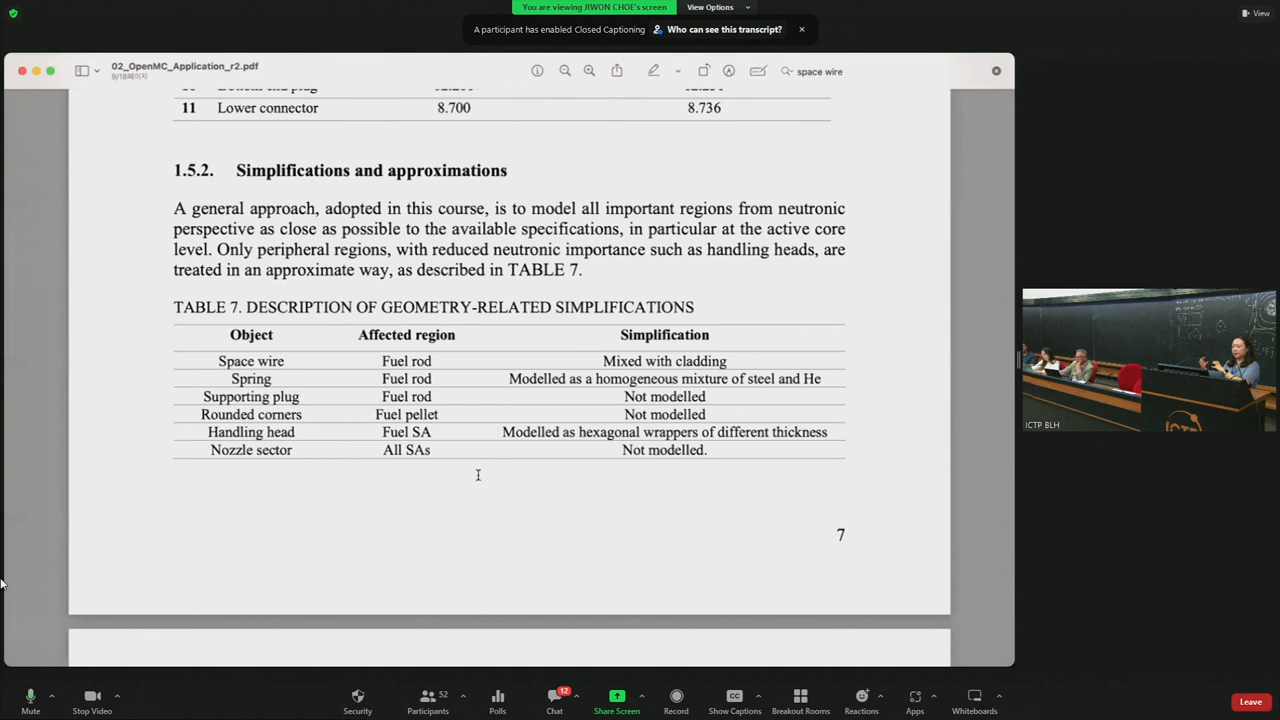 You are viewing JIWON CHOE's screen
View Options
View
A participant has enabled Closed Captioning
Who can see this transcript?
02_OpenMC_Application_r2.pdf
9/18페이지
space wire
11 Lower connector 8.700 8.736
1.5.2. Simplifications and approximations
A general approach, adopted in this course, is to model all important regions from neutronic
perspective as close as possible to the available specifications, in particular at the active core
level. Only peripheral regions, with reduced neutronic importance such as handling heads, are
treated in an approximate way, as described in TABLE 7.
TABLE 7. DESCRIPTION OF GEOMETRY-RELATED SIMPLIFICATIONS
Object Affected region Simplification
Space wire Fuel rod Mixed with cladding
Spring Fuel rod Modelled as a homogeneous mixture of steel and He
Supporting plug Fuel rod Not modelled
Rounded corners Fuel pellet Not modelled
Handling head Fuel SA Modelled as hexagonal wrappers of different thickness
Nozzle sector All SAs Not modelled.
7
ICTP
ICTP BLH
Mute
Stop Video
Security
Participants
52
Polls
Chat
12
Share Screen
Record
Show Captions
Breakout Rooms
Reactions
Apps
Whiteboards
Leave